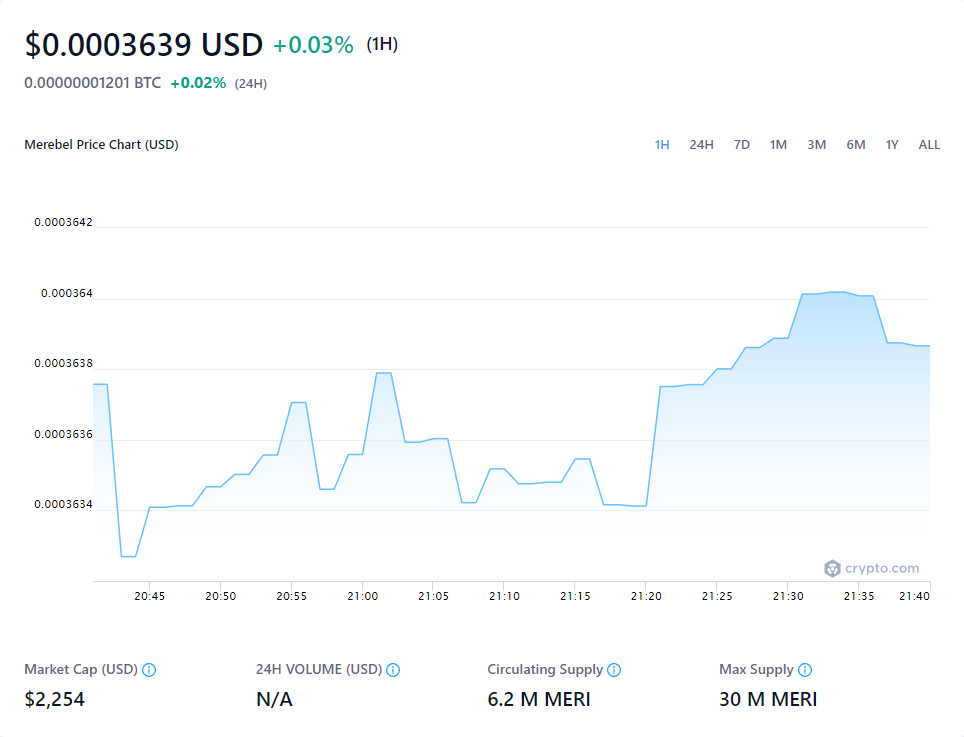 $0.0003639 USD +0.03% (1H)
0.00000001201 BTC +0.02% (24H)
Merebel Price Chart (USD)
1H 24H 7D 1M 3M 6M 1Y ALL
0.0003642
0.000364
0.0003638
0.0003636
0.0003634
crypto.com
20:45 20:50 20:55 21:00 21:05 21:10 21:15 21:20 21:25 21:30 21:35 21:40
Market Cap (USD) 24H VOLUME (USD) Circulating Supply Max Supply
$2,254 N/A 6.2 M MERI 30 M MERI